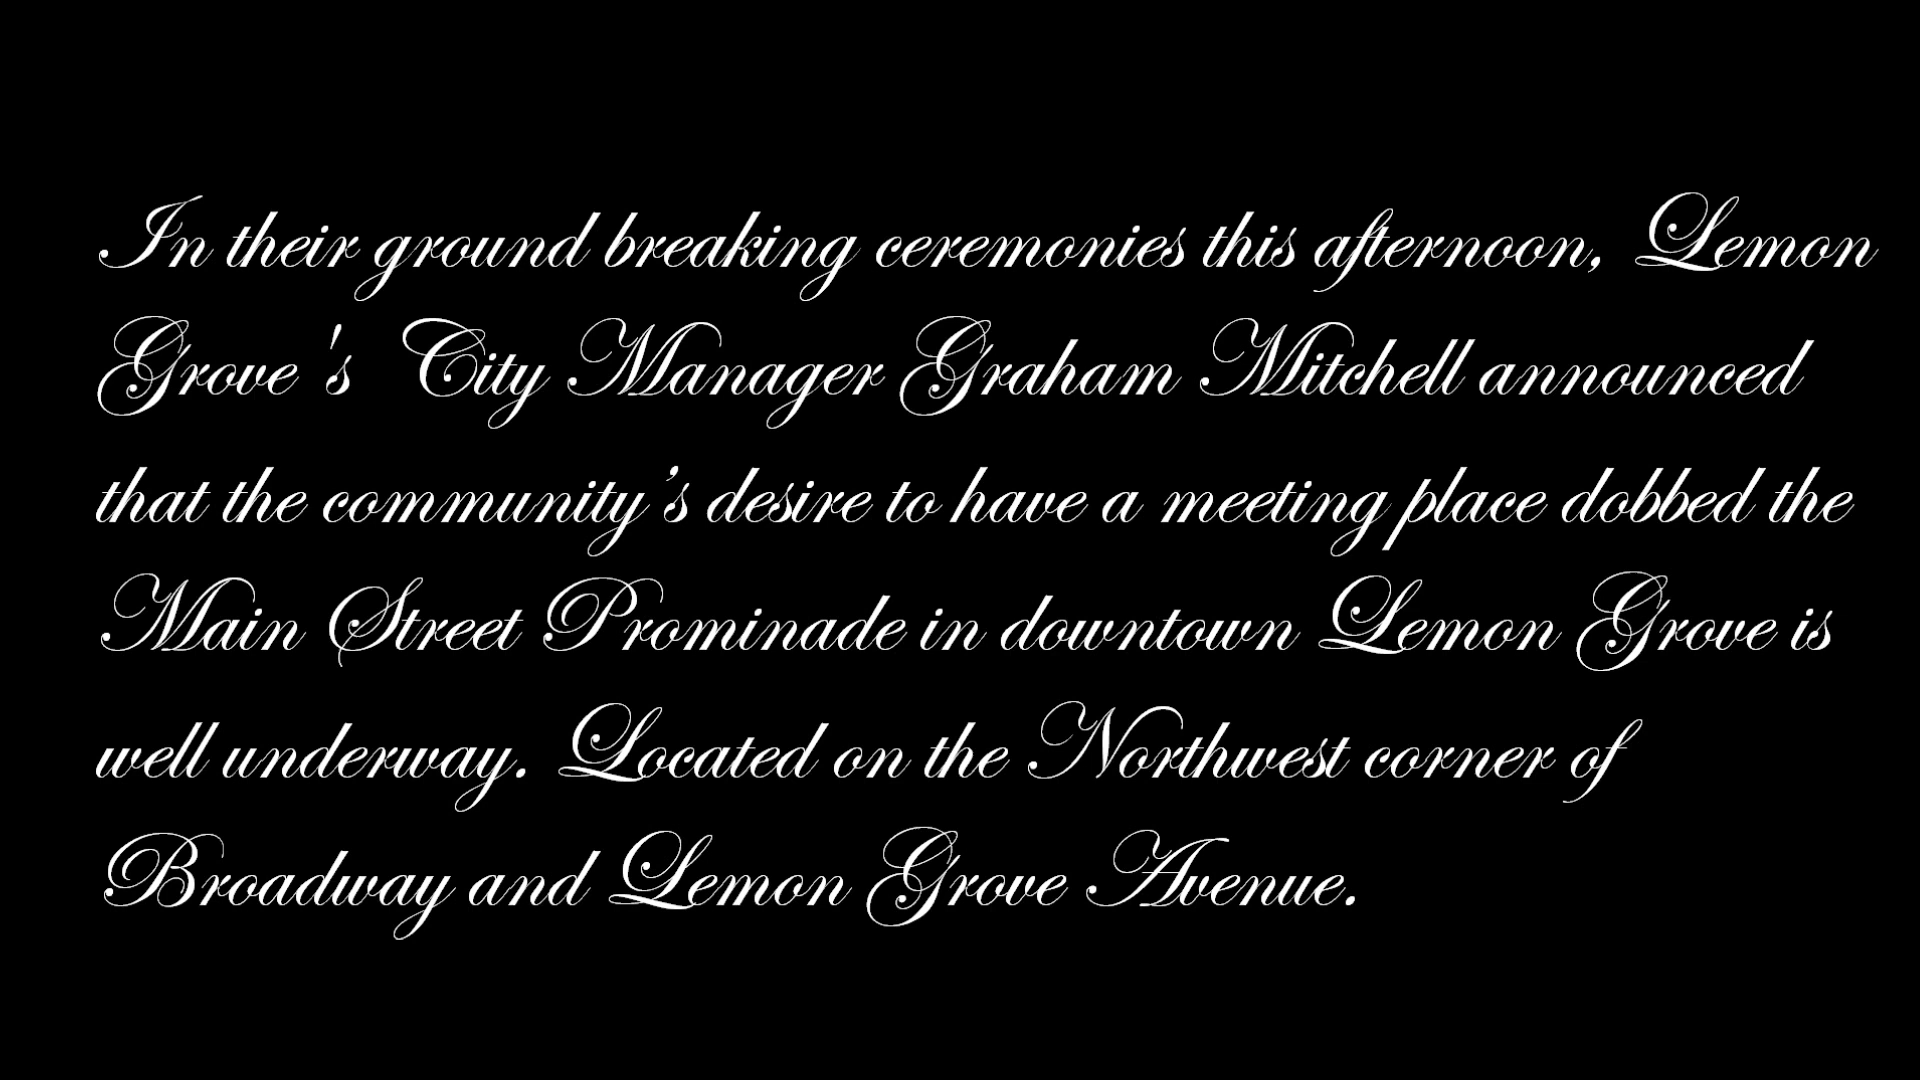 In their ground breaking ceremonies this afternoon, Lemon
Grove's City Manager Graham Mitchell announced
that the community's desire to have a meeting place dobbed the
Main Street Prominade in downtown Lemon Grove is
well underway. Located on the Northwest corner of
Broadway and Lemon Grove Avenue.